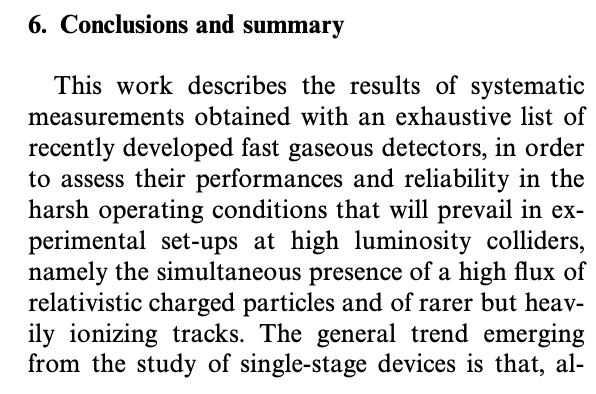 6. Conclusions and summary
This work describes the results of systematic
measurements obtained with an exhaustive list of
recently developed fast gaseous detectors, in order
to assess their performances and reliability in the
harsh operating conditions that will prevail in ex-
perimental set-ups at high luminosity colliders,
namely the simultaneous presence of a high flux of
relativistic charged particles and of rarer but heav-
ily ionizing tracks. The general trend emerging
from the study of single-stage devices is that, al-